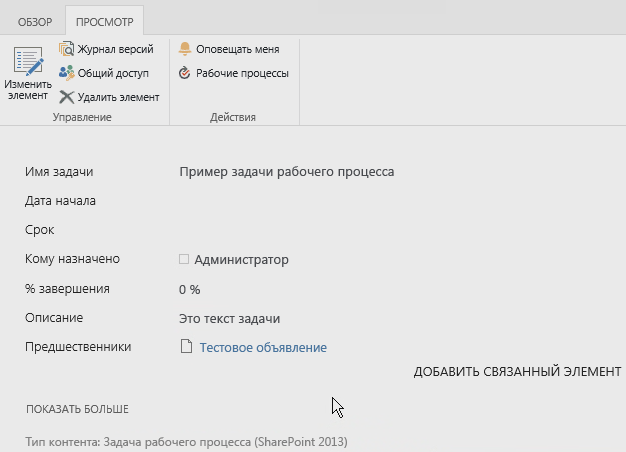 ОБЗОР ПРОСМОТР
Изменить элемент
Журнал версий
Общий доступ
Удалить элемент
Управление
Оповещать меня
Рабочие процессы
Действия
Имя задачи Пример задачи рабочего процесса
Дата начала
Срок
Кому назначено Администратор
% завершения 0 %
Описание Это текст задачи
Предшественники Тестовое объявление
ДОБАВИТЬ СВЯЗАННЫЙ ЭЛЕМЕНТ
ПОКАЗАТЬ БОЛЬШЕ
Тип контента: Задача рабочего процесса (SharePoint 2013)